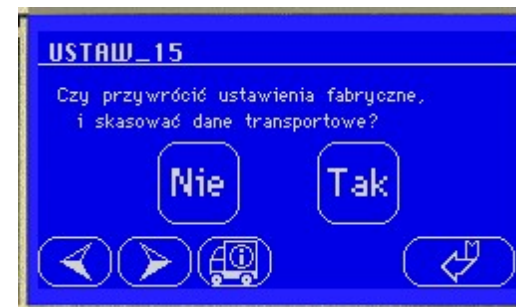 USTAW_15
Czy przywrócić ustawienia fabryczne,
i skasować dane transportowe?
Nie Tak